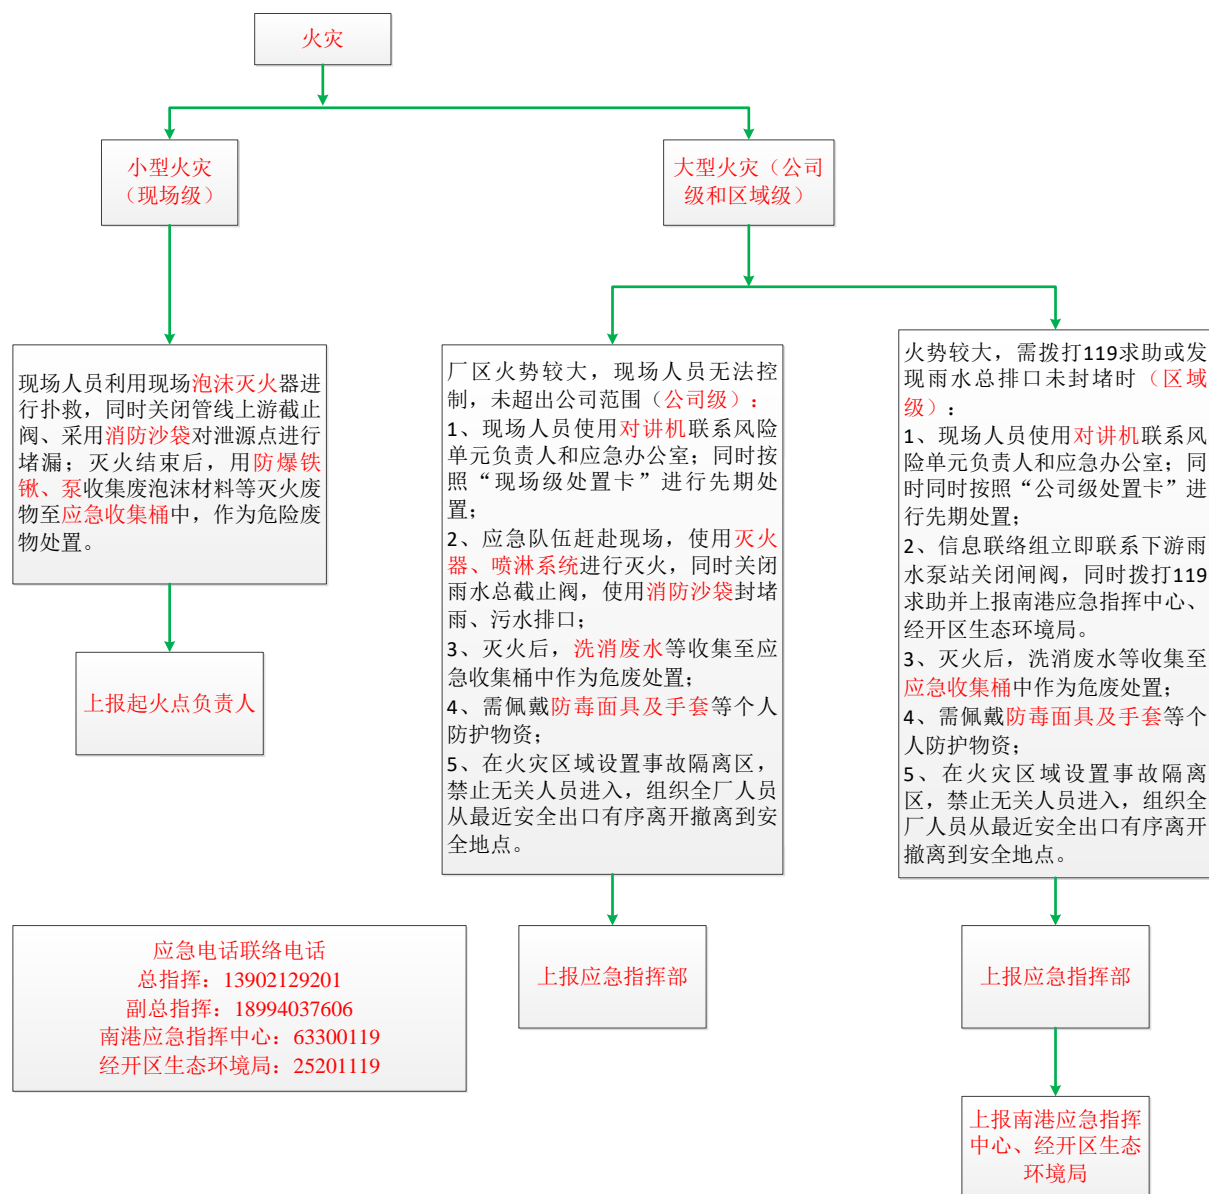 火灾
小型火灾
（现场级）
大型火灾（公司
级和区域级）
现场人员利用现场泡沫灭火器进
行扑救，同时关闭管线上游截止
阀、采用消防沙袋对泄源点进行
堵漏；灭火结束后，用防爆铁
锹、泵收集废泡沫材料等灭火废
物至应急收集桶中，作为危险废
物处置。
上报起火点负责人
厂区火势较大，现场人员无法控
制，未超出公司范围（公司级）：
1、现场人员使用对讲机联系风险
单元负责人和应急办公室；同时按
照“现场级处置卡”进行先期处
置；
2、应急队伍赶赴现场，使用灭火
器、喷淋系统进行灭火，同时关闭
雨水总截止阀，使用消防沙袋封堵
雨、污水排口；
3、灭火后，洗消废水等收集至应
急收集桶中作为危废处置；
4、需佩戴防毒面具及手套等个人
防护物资；
5、在火灾区域设置事故隔离区，
禁止无关人员进入，组织全厂人员
从最近安全出口有序离开撤离到安
全地点。
上报应急指挥部
火势较大，需拨打119求助或发
现雨水总排口未封堵时（区域
级）：
1、现场人员使用对讲机联系风
险单元负责人和应急办公室；同
时同时按照“公司级处置卡”进
行先期处置；
2、信息联络组立即联系下游雨
水泵站关闭闸阀，同时拨打119
求助并上报南港应急指挥中心、
经开区生态环境局。
3、灭火后，洗消废水等收集至
应急收集桶中作为危废处置；
4、需佩戴防毒面具及手套等个
人防护物资；
5、在火灾区域设置事故隔离
区，禁止无关人员进入，组织全
厂人员从最近安全出口有序离开
撤离到安全地点。
上报应急指挥部
上报南港应急指挥
中心、经开区生态
环境局
应急电话联络电话
总指挥：13902129201
副总指挥：18994037606
南港应急指挥中心：63300119
经开区生态环境局：25201119